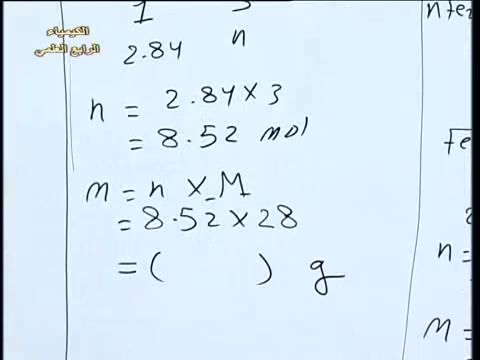 الكيمياء
الرابع العلمي
1 3
2.84 n
n = 2.84 × 3
= 8.52 mol
m = n × M
= 8.52 × 28
= ( ) g
n =
m =